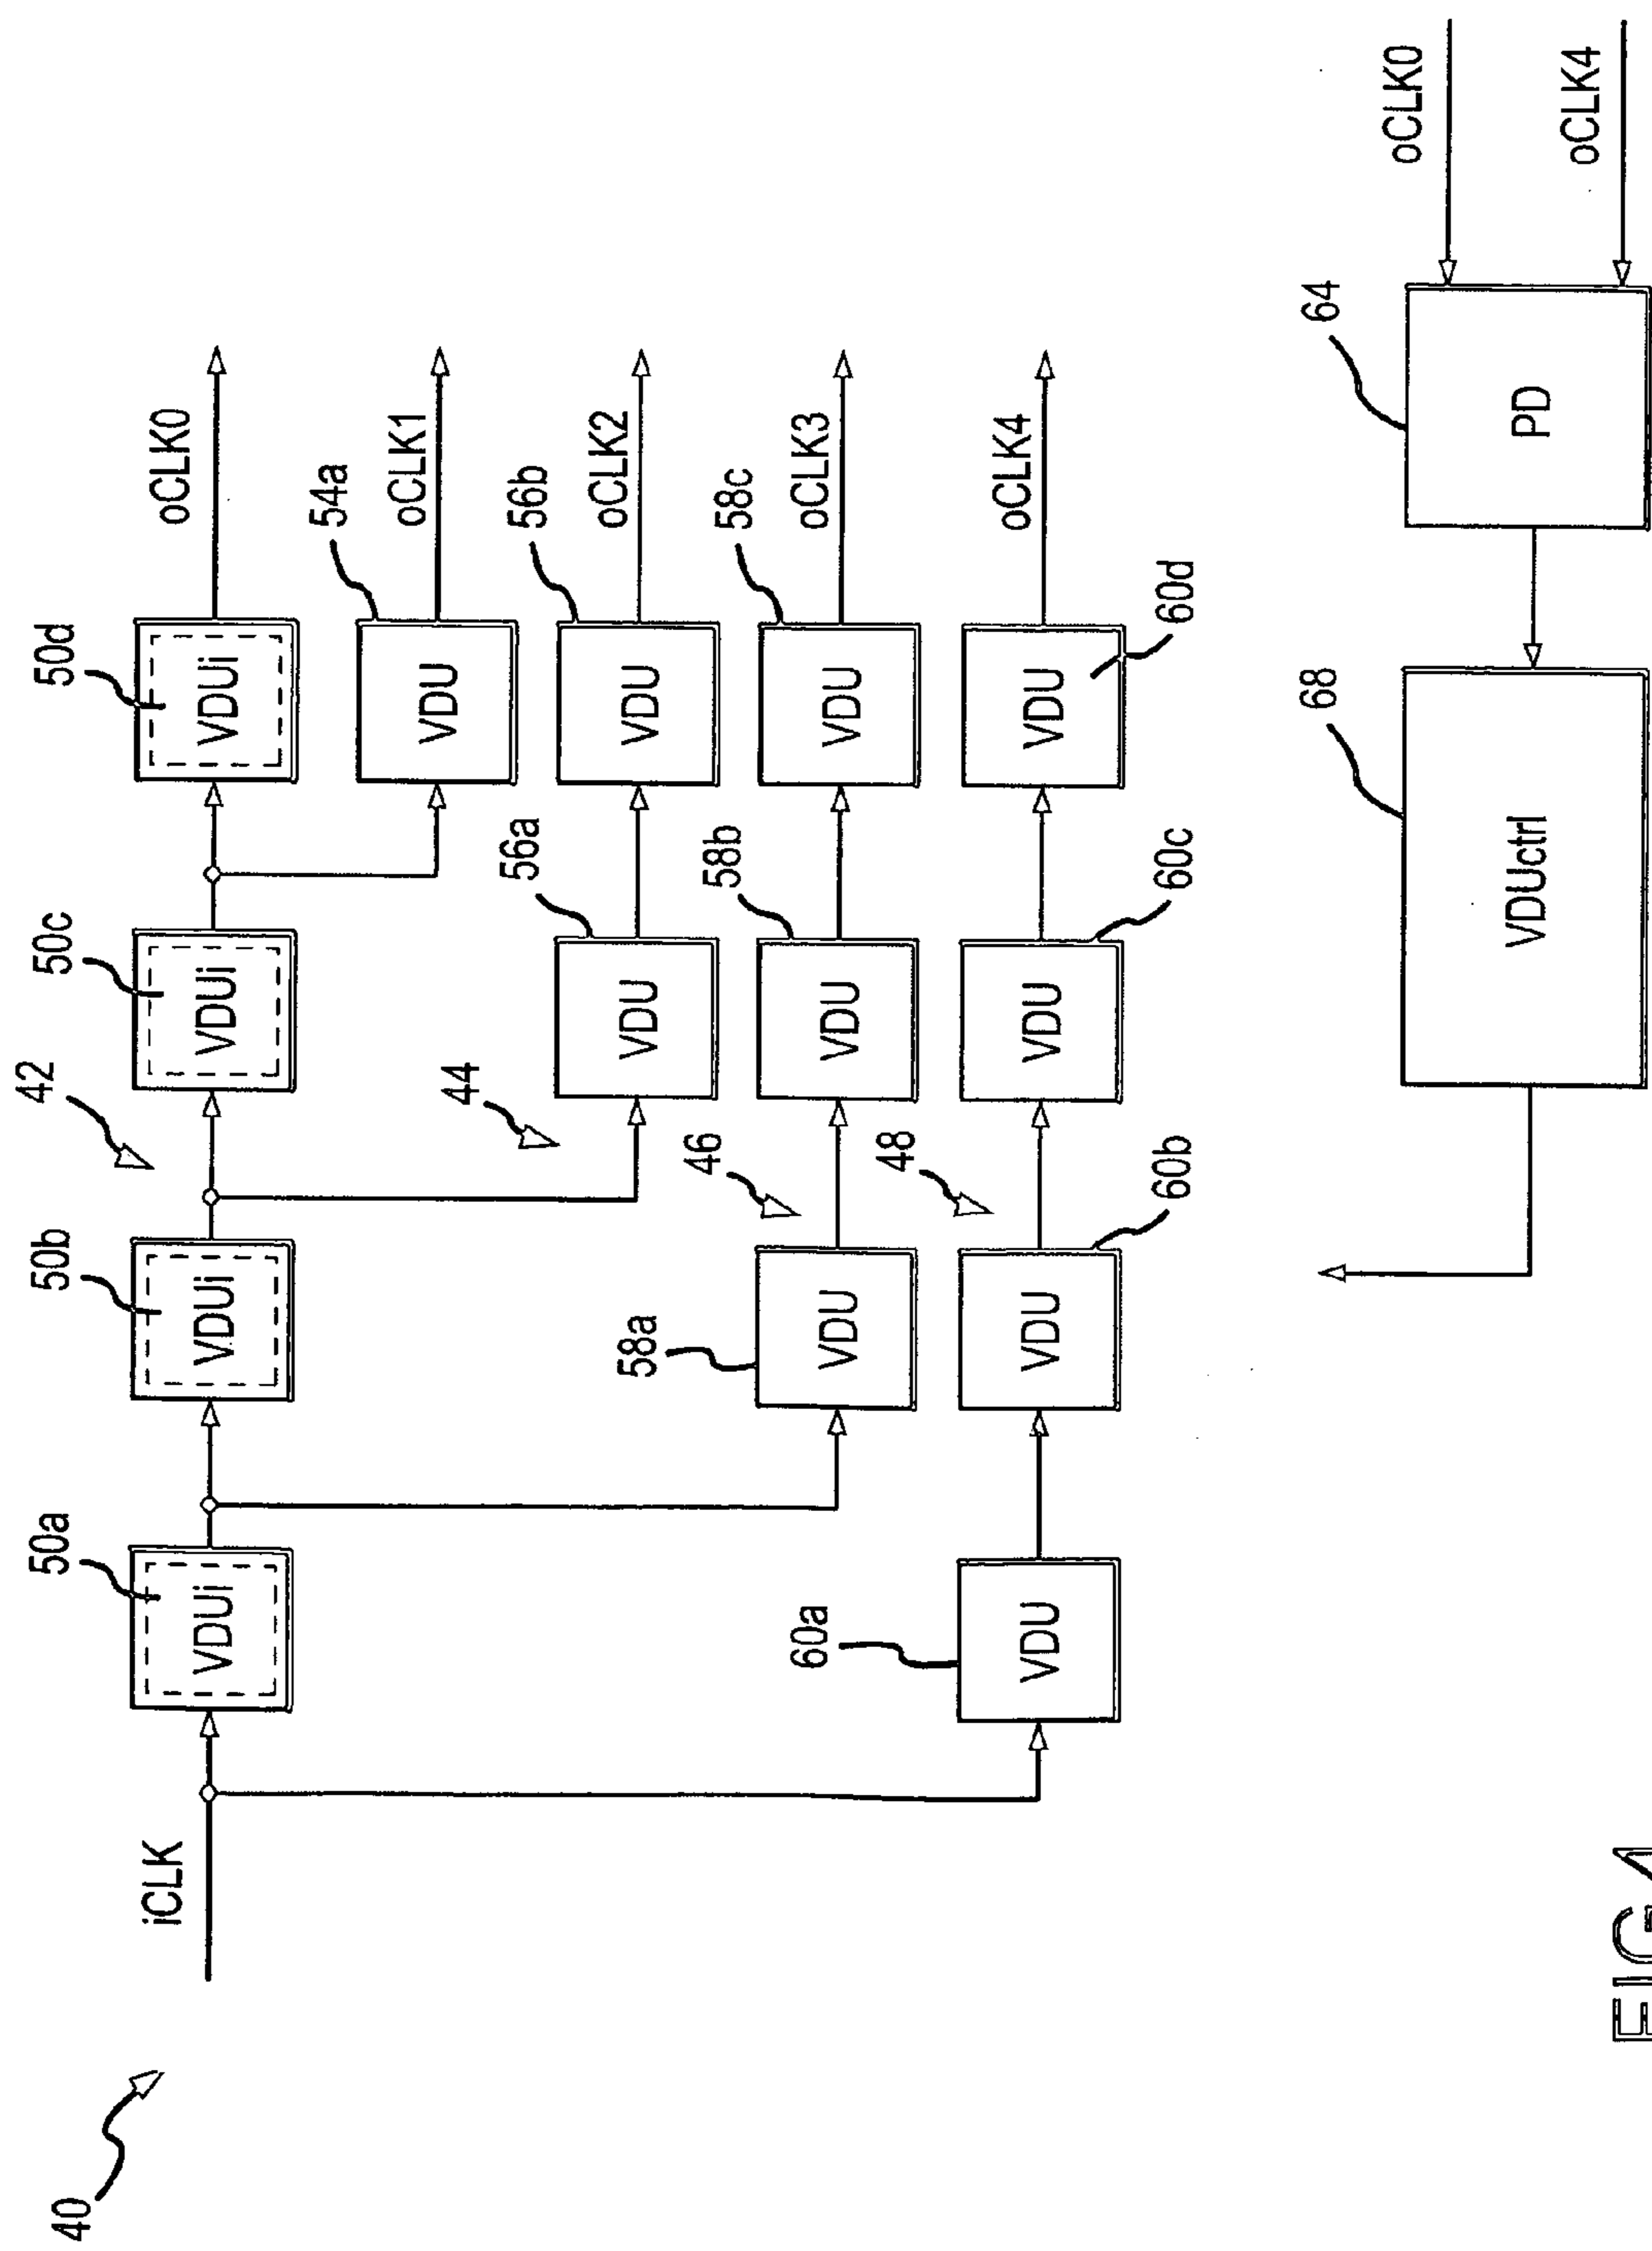 40
iCLK
50a
VDUi
50b
VDUi
42
50c
VDUi
50d
VDUi
oCLK0
54a
VDU
oCLK1
44
56a
VDU
56b
VDU
oCLK2
58a
VDU
46
58b
VDU
58c
VDU
oCLK3
60a
VDU
48
VDU
60b
VDU
60c
VDU
60d
oCLK4
68
VDUctrl
64
PD
oCLK0
oCLK4
FIG